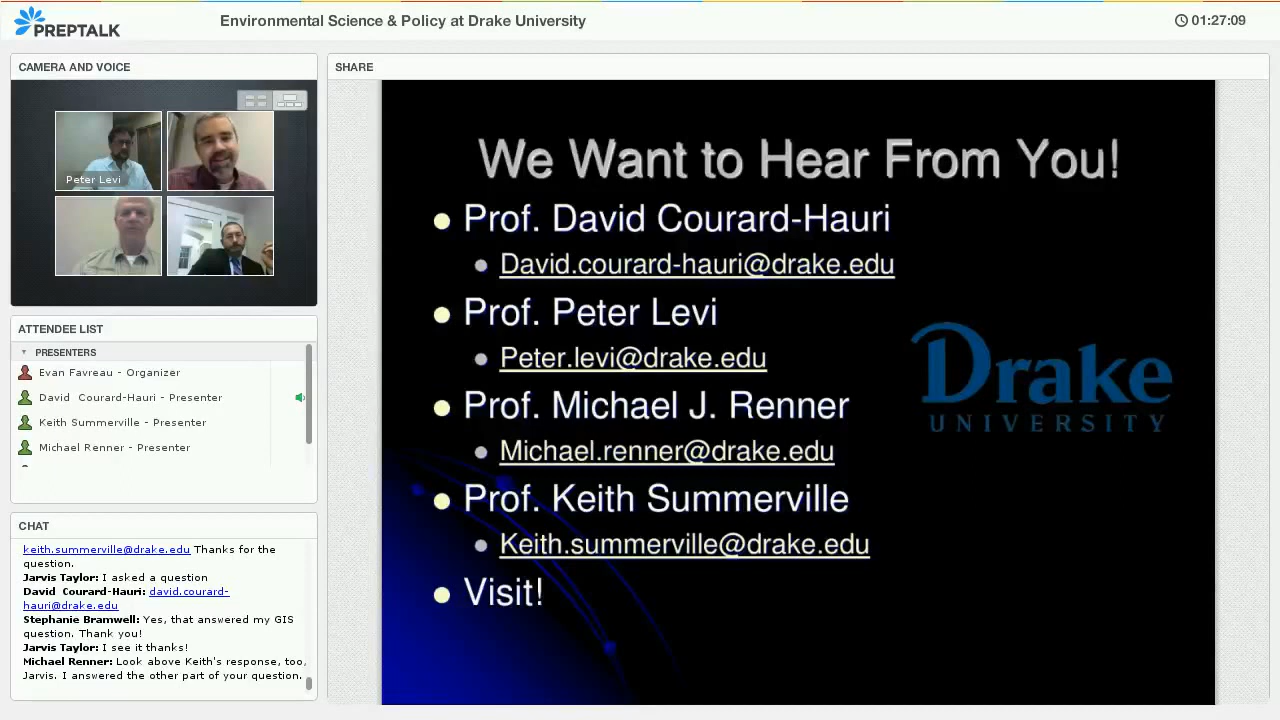 PREPTALK
Environmental Science & Policy at Drake University
01:27:09
CAMERA AND VOICE
Peter Levi
ATTENDEE LIST
PRESENTERS
Evan Favreau - Organizer
David Courard-Hauri - Presenter
Keith Summerville - Presenter
Michael Renner - Presenter
CHAT
keith.summerville@drake.edu Thanks for the
question.
Jarvis Taylor: I asked a question
David Courard-Hauri: david.courard-
hauri@drake.edu
Stephanie Bramwell: Yes, that answered my GIS
question. Thank you!
Jarvis Taylor: I see it thanks!
Michael Renner: Look above Keith's response, too,
Jarvis. I answered the other part of your question.
SHARE
We Want to Hear From You!
Prof. David Courard-Hauri
David.courard-hauri@drake.edu
Prof. Peter Levi
Peter.levi@drake.edu
Prof. Michael J. Renner
Michael.renner@drake.edu
Prof. Keith Summerville
Keith.summerville@drake.edu
Visit!
Drake
UNIVERSITY